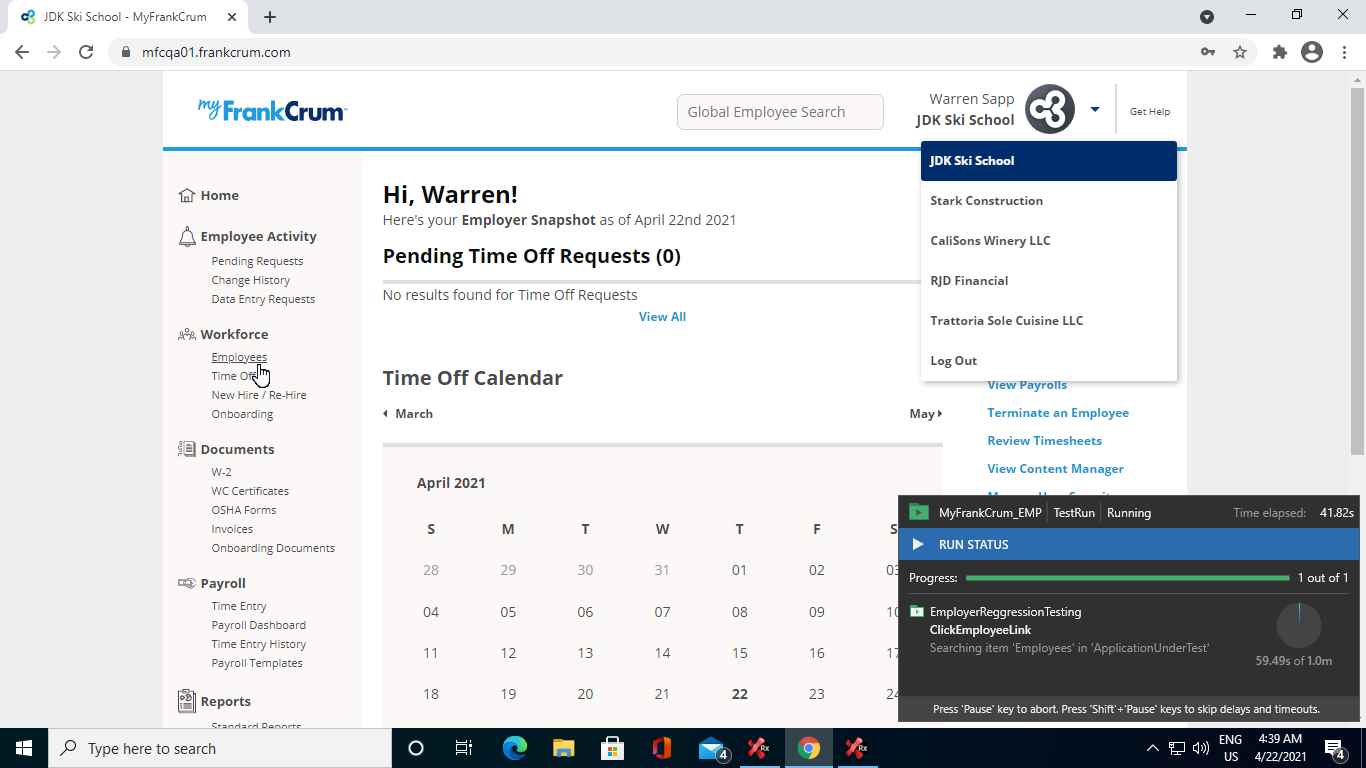 JDK Ski School - MyFrankCrum
mfcqa01.frankcrum.com
myFrankCrum
Global Employee Search
Warren Sapp
JDK Ski School
Get Help
JDK Ski School
Stark Construction
CaliSons Winery LLC
RJD Financial
Trattoria Sole Cuisine LLC
Log Out
Home
Employee Activity
Pending Requests
Change History
Data Entry Requests
Workforce
Employees
Time Off
New Hire / Re-Hire
Onboarding
Documents
W-2
WC Certificates
OSHA Forms
Invoices
Onboarding Documents
Payroll
Time Entry
Payroll Dashboard
Time Entry History
Payroll Templates
Reports
Standard Reports
Hi, Warren!
Here's your Employer Snapshot as of April 22nd 2021
Pending Time Off Requests (0)
No results found for Time Off Requests
View All
Time Off Calendar
March
May
April 2021
S M T W T F S
28 29 30 31 01 02 03
04 05 06 07 08 09 10
11 12 13 14 15 16 17
18 19 20 21 22 23 24
View Payrolls
Terminate an Employee
Review Timesheets
View Content Manager
MyFrankCrum_EMP TestRun Running Time elapsed: 41.82s
RUN STATUS
Progress: 1 out of 1
EmployerReggressionTesting
ClickEmployeeLink
Searching item 'Employees' in 'ApplicationUnderTest'
59.49s of 1.0m
Press 'Pause' key to abort. Press 'Shift'+'Pause' keys to skip delays and timeouts.
Type here to search
4
Rx
Rx
ENG
US
4:39 AM
4/22/2021
4